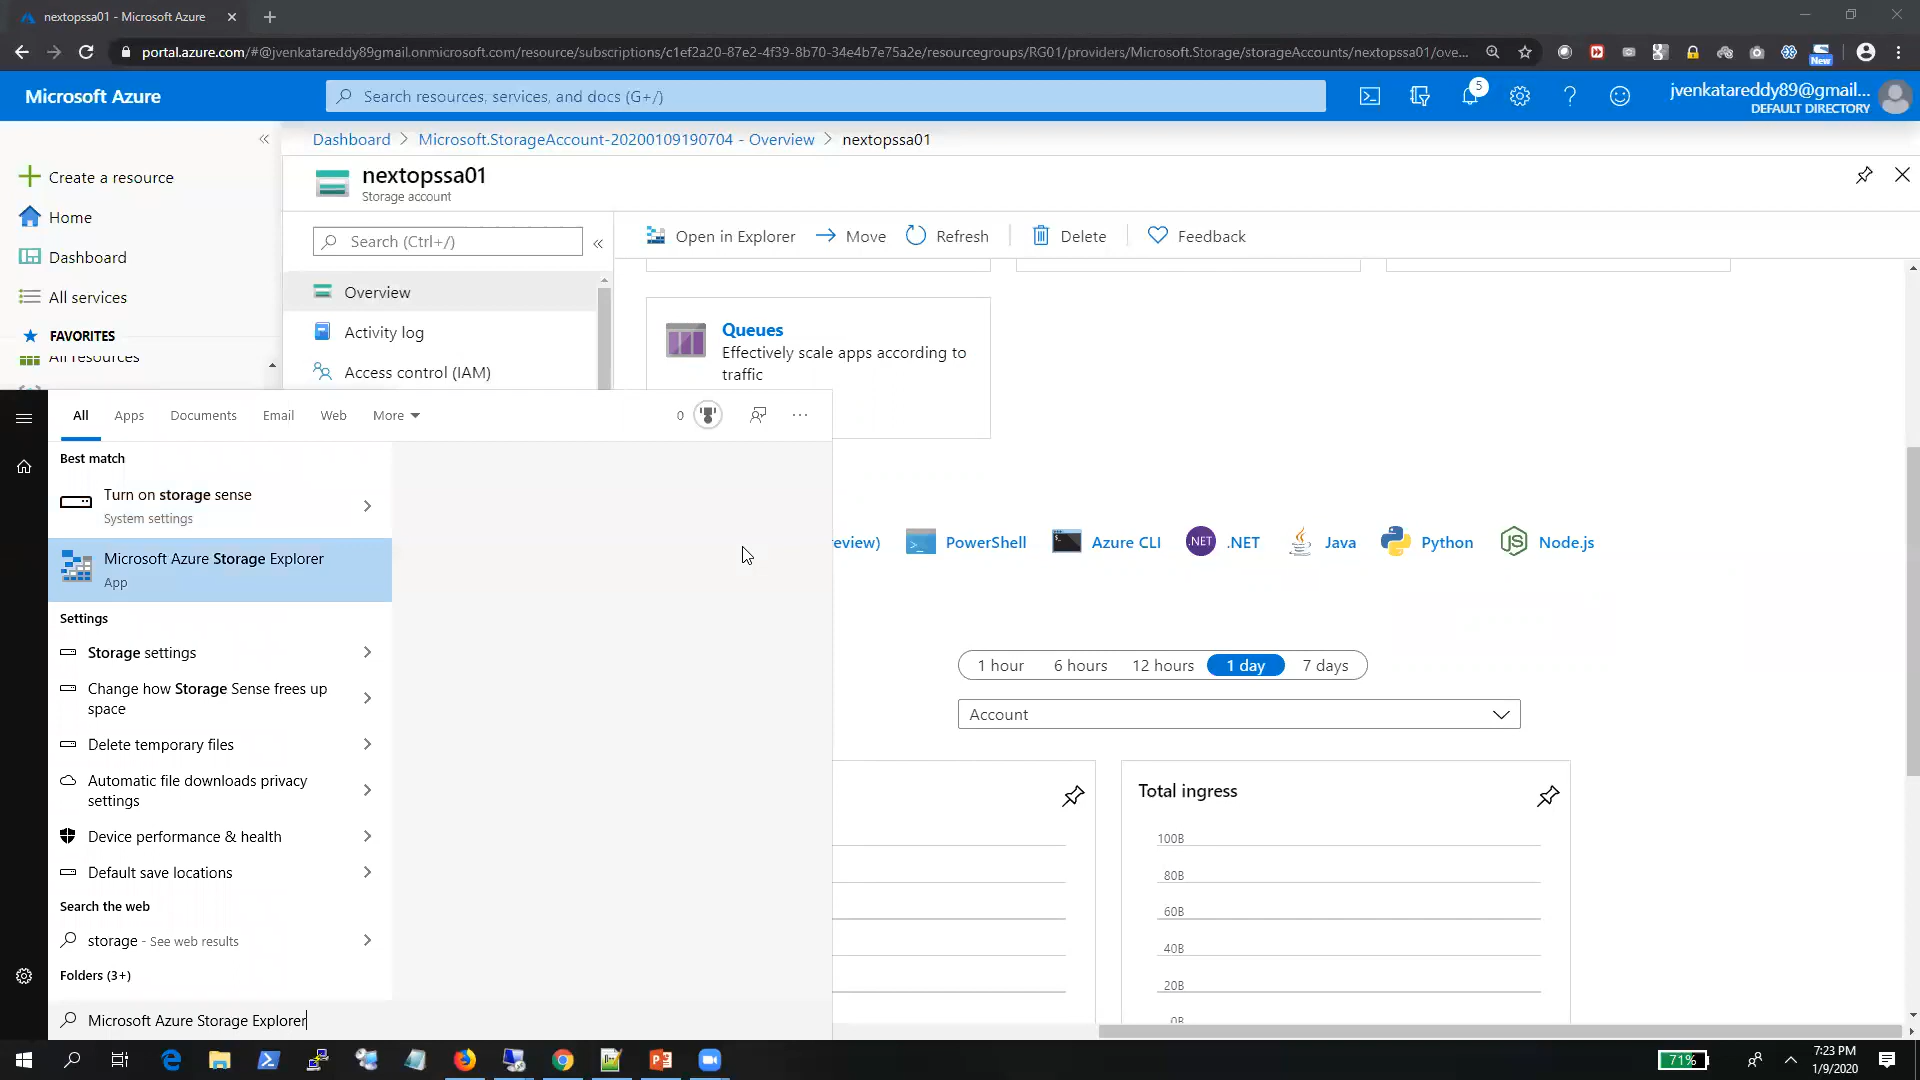 nextopssa01 - Microsoft Azure
portal.azure.com/#@jvenkatareddy89gmail.onmicrosoft.com/resource/subscriptions/c1ef2a20-87e2-4f39-8b70-34e4b7e75a2e/resourcegroups/RG01/providers/Microsoft.Storage/storageAccounts/nextopssa01/ove...
New
Microsoft Azure
Search resources, services, and docs (G+/)
5
jvenkatareddy89@gmail....
DEFAULT DIRECTORY
Dashboard > Microsoft.StorageAccount-20200109190704 - Overview > nextopssa01
Create a resource
Home
Dashboard
All services
FAVORITES
All resources
nextopssa01
Storage account
Search (Ctrl+/)
Overview
Activity log
Access control (IAM)
Open in Explorer
Move
Refresh
Delete
Feedback
Queues
Effectively scale apps according to
traffic
All
Apps
Documents
Email
Web
More
0
Best match
Turn on storage sense
System settings
Microsoft Azure Storage Explorer
App
Settings
Storage settings
Change how Storage Sense frees up
space
Delete temporary files
Automatic file downloads privacy
settings
Device performance & health
Default save locations
Search the web
storage - See web results
Folders (3+)
Microsoft Azure Storage Explorer
review)
PowerShell
Azure CLI
.NET
.NET
Java
Python
Node.js
1 hour
6 hours
12 hours
1 day
7 days
Account
Total ingress
100B
80B
60B
40B
20B
0B
71%
7:23 PM
1/9/2020